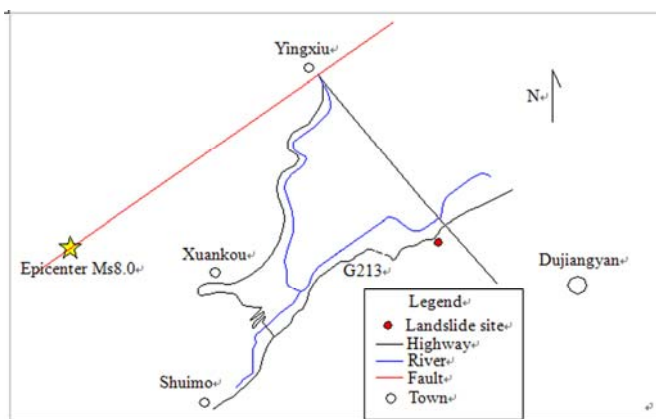 Yingxiu
N
Epicenter Ms8.0
Xuankou
G213
Dujiangyan
Shuimo
Legend
Landslide site
Highway
River
Fault
Town